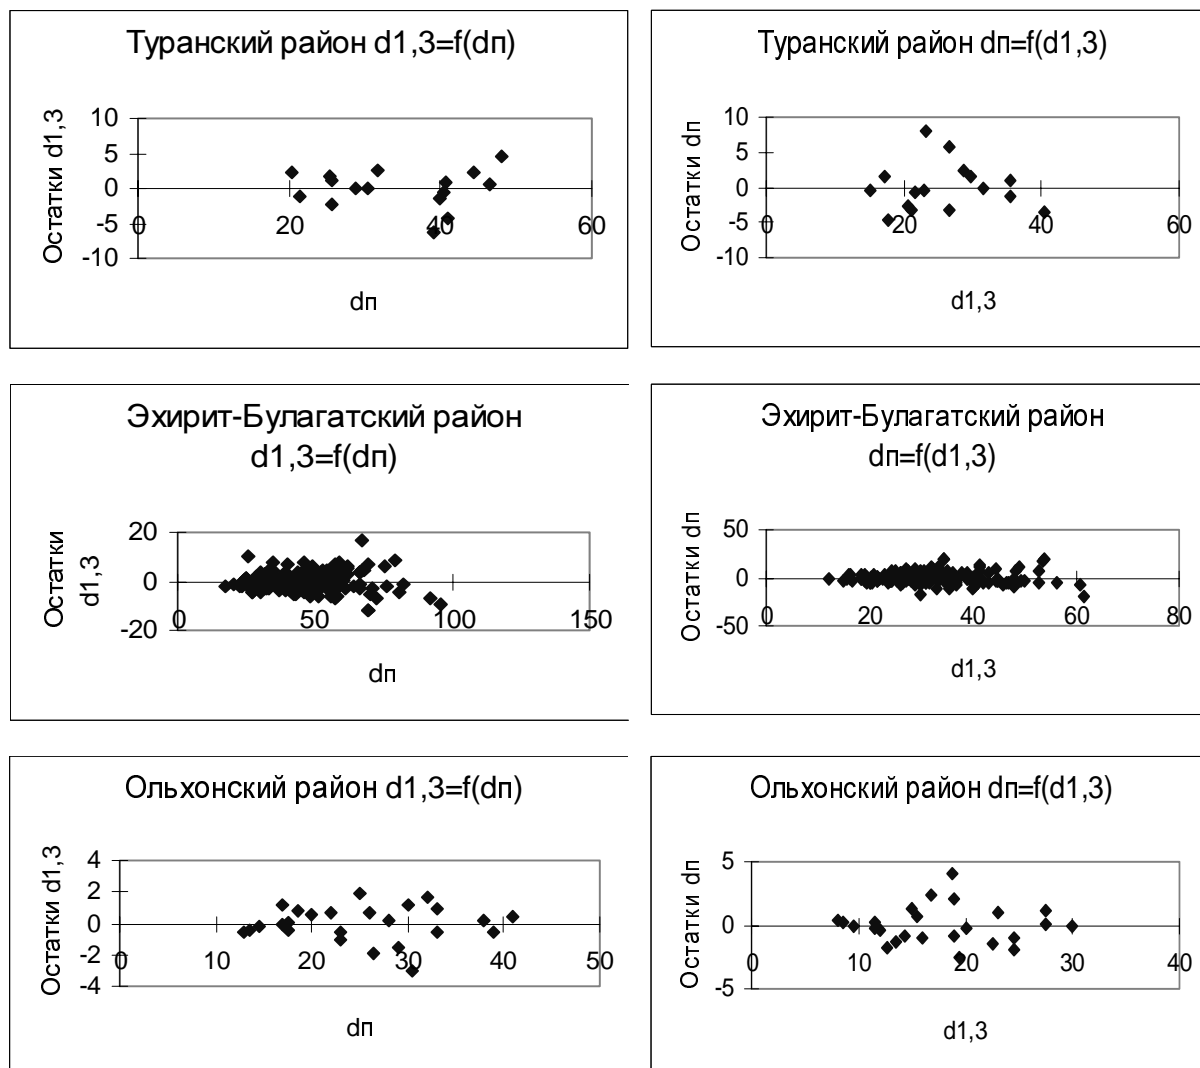 Туранский район d1,3=f(dп)
Остатки d1,3
10
5
0
-5
-10
0
20
40
60
dп
Туранский район dп=f(d1,3)
Остатки dп
10
5
0
-5
-10
0
20
40
60
d1,3
Эхирит-Булагатский район
d1,3=f(dп)
Остатки
d1,3
20
0
-20
0
50
100
150
dп
Эхирит-Булагатский район
dп=f(d1,3)
Остатки dп
50
0
-50
0
20
40
60
80
d1,3
Ольхонский район d1,3=f(dп)
Остатки d1,3
4
2
0
-2
-4
0
10
20
30
40
50
dп
Ольхонский район dп=f(d1,3)
Остатки dп
5
0
-5
0
10
20
30
40
d1,3